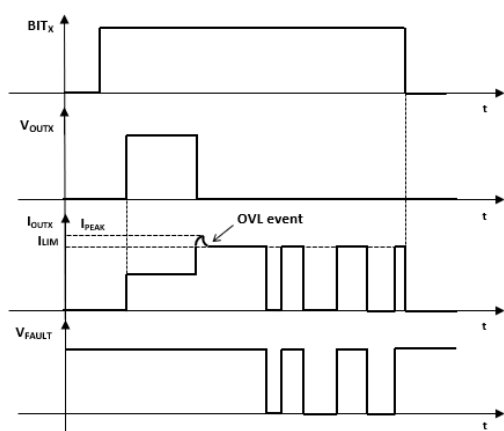 BITX
t
VOUTX
t
IOUTX
IPEAK
OVL event
ILIM
t
VFAULT
t